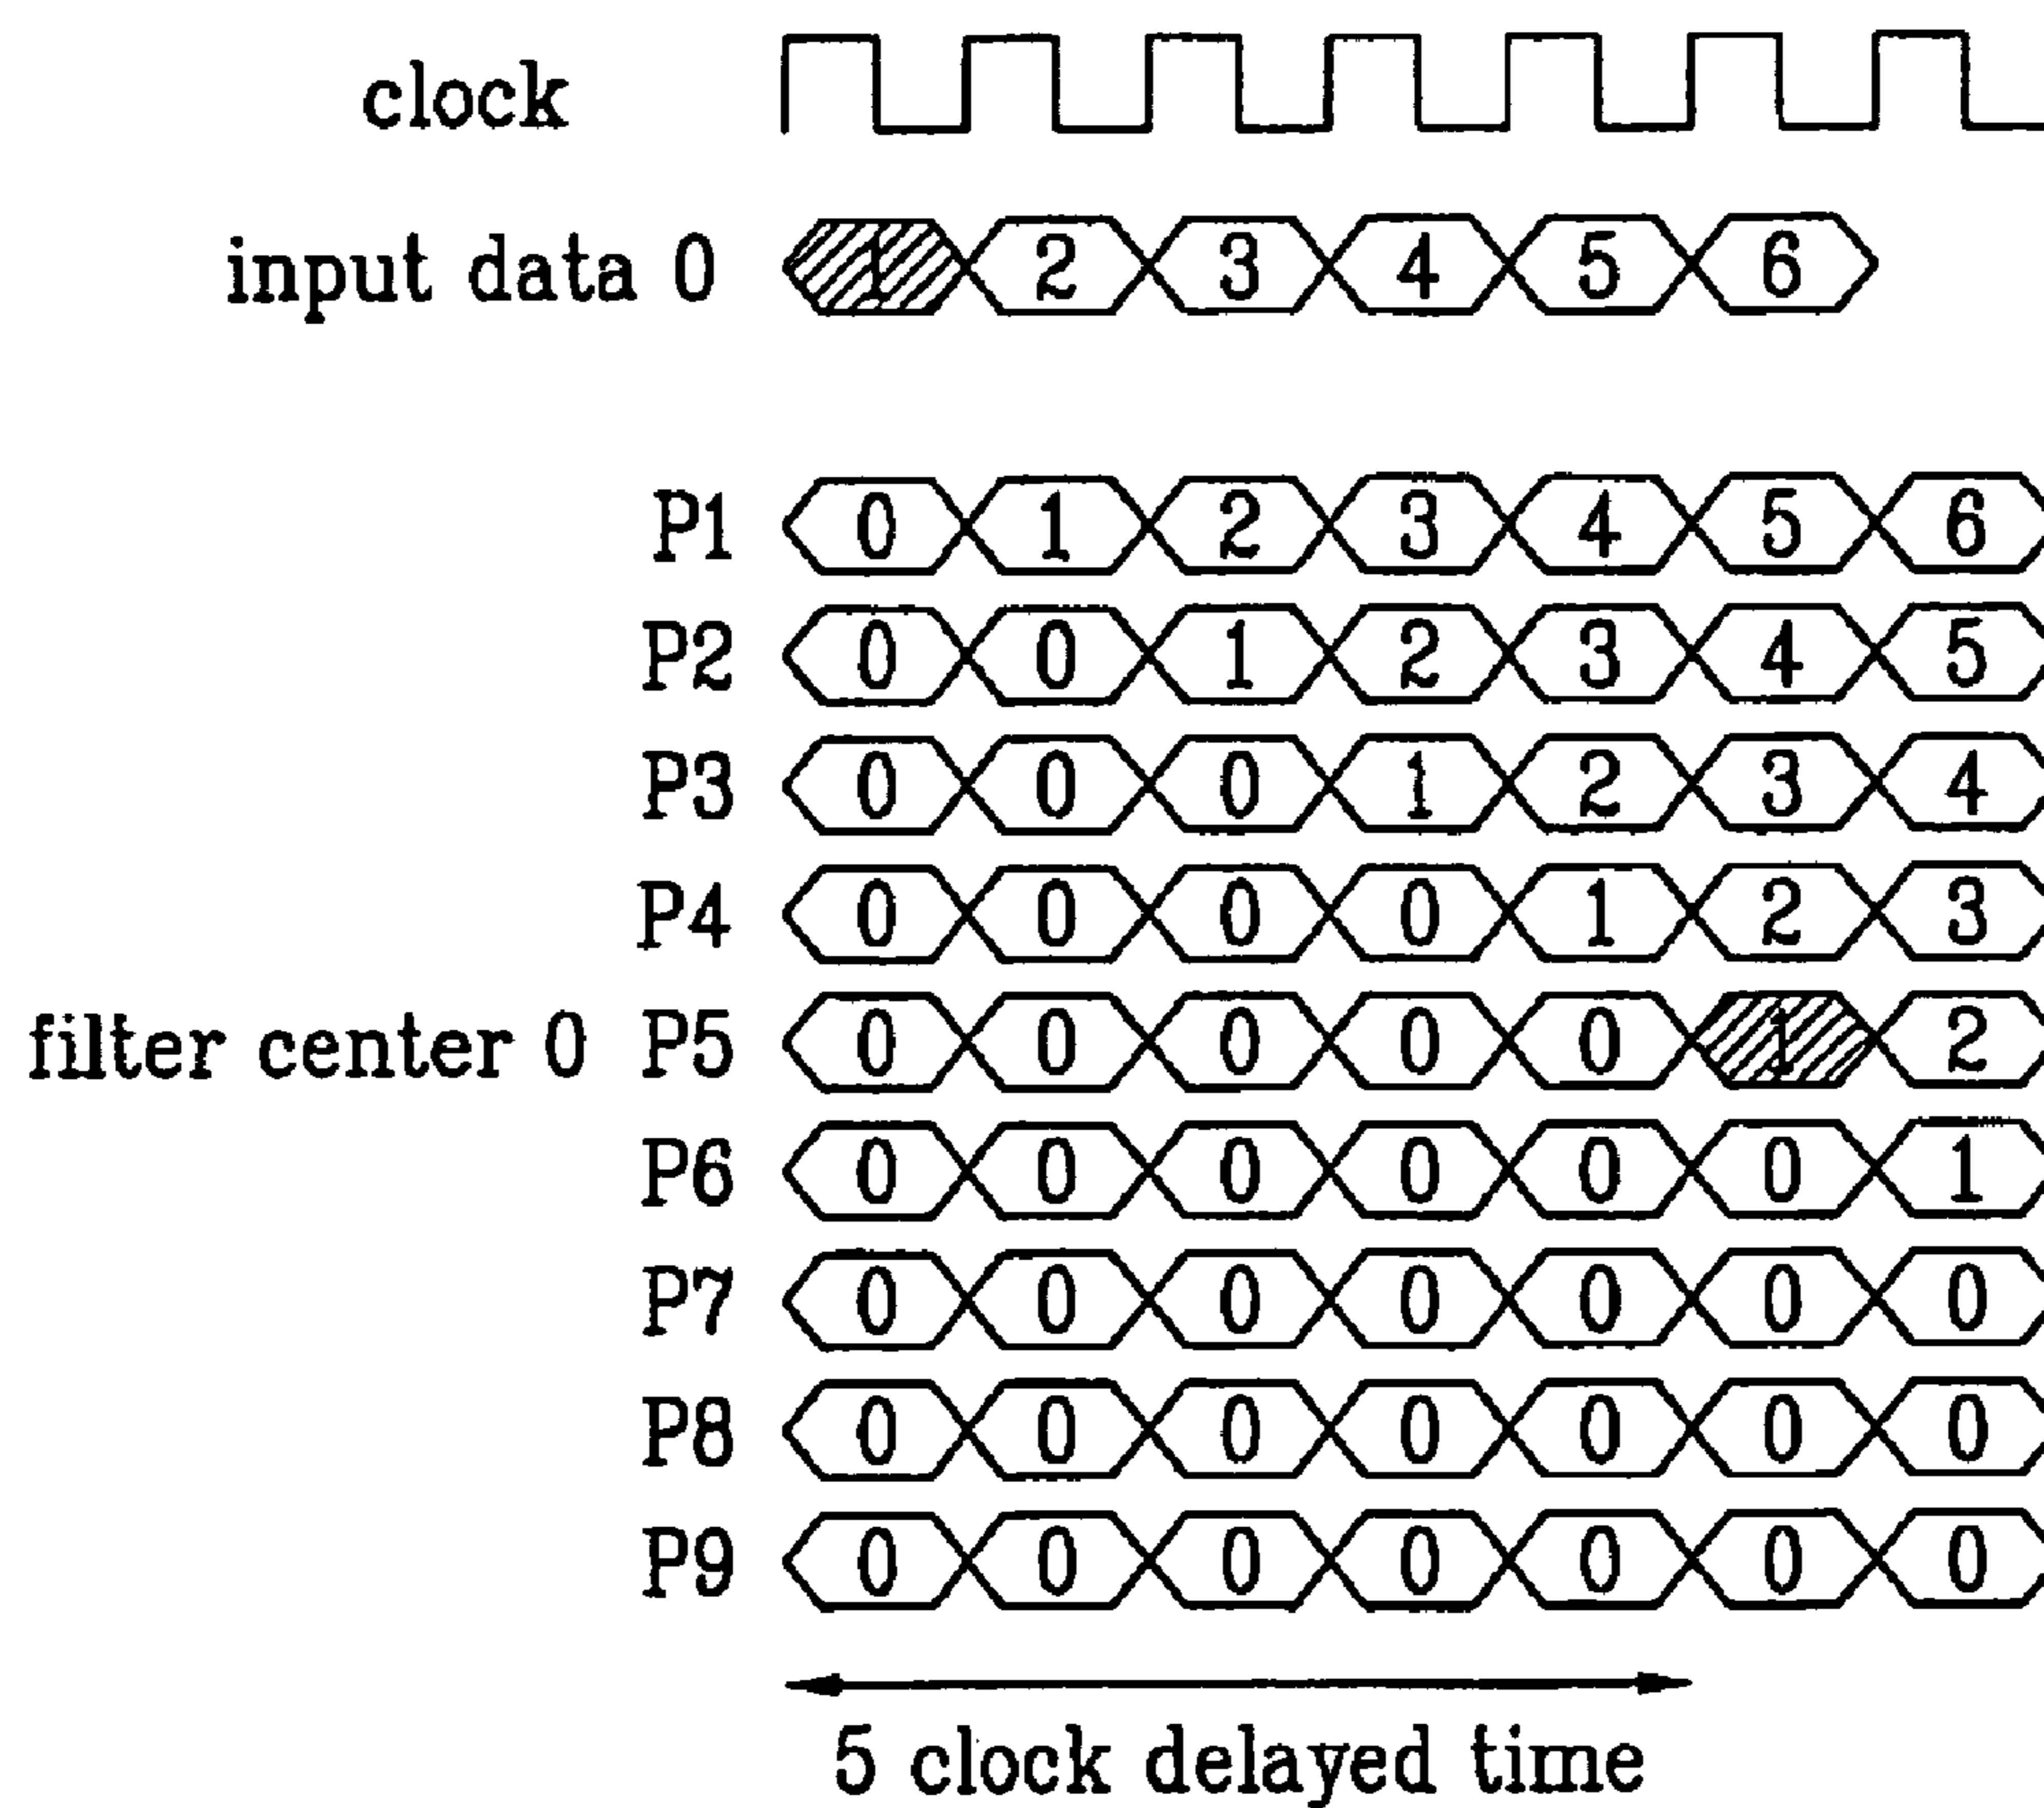 clock
input data 0 1 2 3 4 5 6
P1 0 1 2 3 4 5 6
P2 0 0 1 2 3 4 5
P3 0 0 0 1 2 3 4
P4 0 0 0 0 1 2 3
filter center 0 P5 0 0 0 0 0 1 2
P6 0 0 0 0 0 0 1
P7 0 0 0 0 0 0 0
P8 0 0 0 0 0 0 0
P9 0 0 0 0 0 0 0
5 clock delayed time